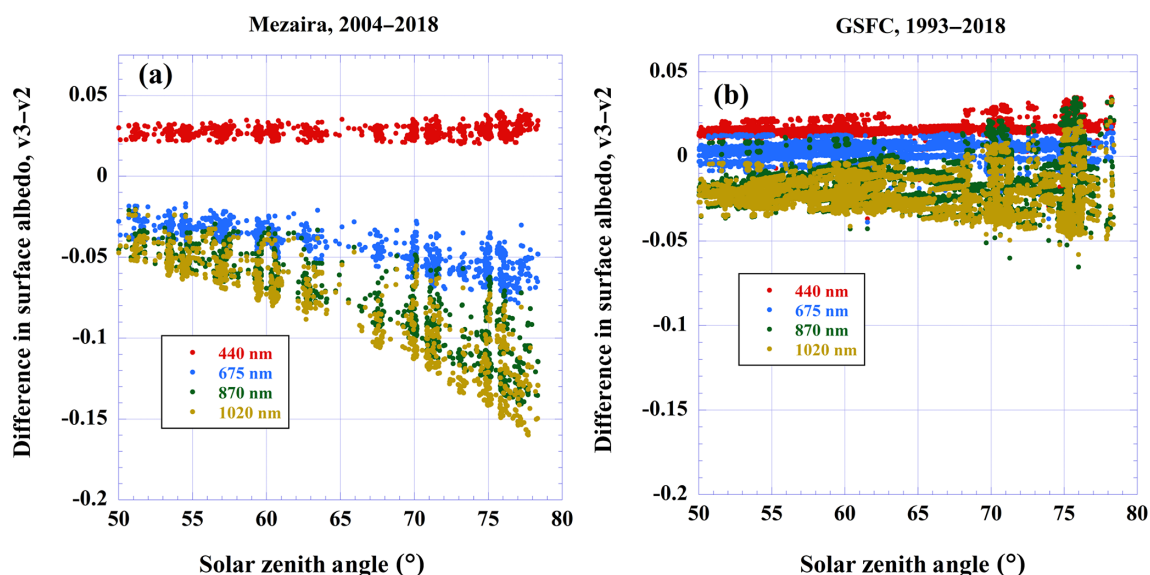 Mezaira, 2004–2018
(a)
Difference in surface albedo, v3–v2
0.05
0
-0.05
-0.1
-0.15
-0.2
440 nm
675 nm
870 nm
1020 nm
50 55 60 65 70 75 80
Solar zenith angle (°)
GSFC, 1993–2018
(b)
Difference in surface albedo, v3–v2
0.05
0
-0.05
-0.1
-0.15
-0.2
440 nm
675 nm
870 nm
1020 nm
50 55 60 65 70 75 80
Solar zenith angle (°)